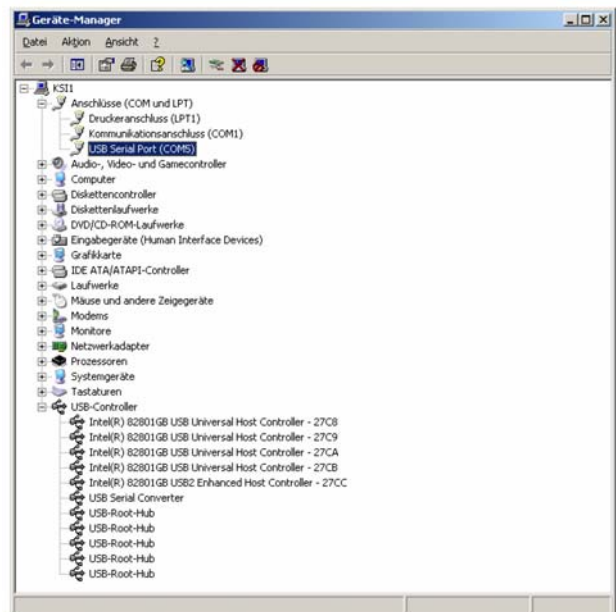 Geräte-Manager
Datei Aktion Ansicht ?
KSI1
Anschlüsse (COM und LPT)
Druckeranschluss (LPT1)
Kommunikationsanschluss (COM1)
USB Serial Port (COM5)
Audio-, Video- und Gamecontroller
Computer
Diskettencontroller
Diskettenlaufwerke
DVD/CD-ROM-Laufwerke
Eingabegeräte (Human Interface Devices)
Grafikkarte
IDE ATA/ATAPI-Controller
Laufwerke
Mäuse und andere Zeigegeräte
Modems
Monitore
Netzwerkadapter
Prozessoren
Systemgeräte
Tastaturen
USB-Controller
Intel(R) 82801GB USB Universal Host Controller - 27C8
Intel(R) 82801GB USB Universal Host Controller - 27C9
Intel(R) 82801GB USB Universal Host Controller - 27CA
Intel(R) 82801GB USB Universal Host Controller - 27CB
Intel(R) 82801GB USB2 Enhanced Host Controller - 27CC
USB Serial Converter
USB-Root-Hub
USB-Root-Hub
USB-Root-Hub
USB-Root-Hub
USB-Root-Hub